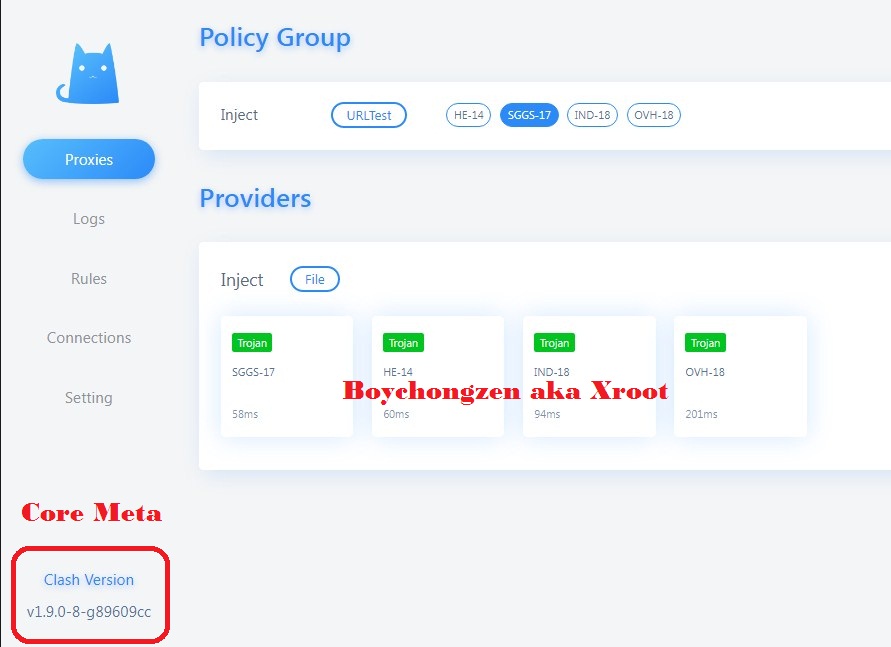 Policy Group
Inject URLTest HE-14 SGGS-17 IND-18 OVH-18
Proxies
Logs
Rules
Connections
Setting
Providers
Inject File
Trojan Trojan Trojan Trojan
SGGS-17 HE-14 IND-18 OVH-18
Boychongzen aka Xroot
58ms 60ms 94ms 201ms
Core Meta
Clash Version
v1.9.0-8-g89609cc